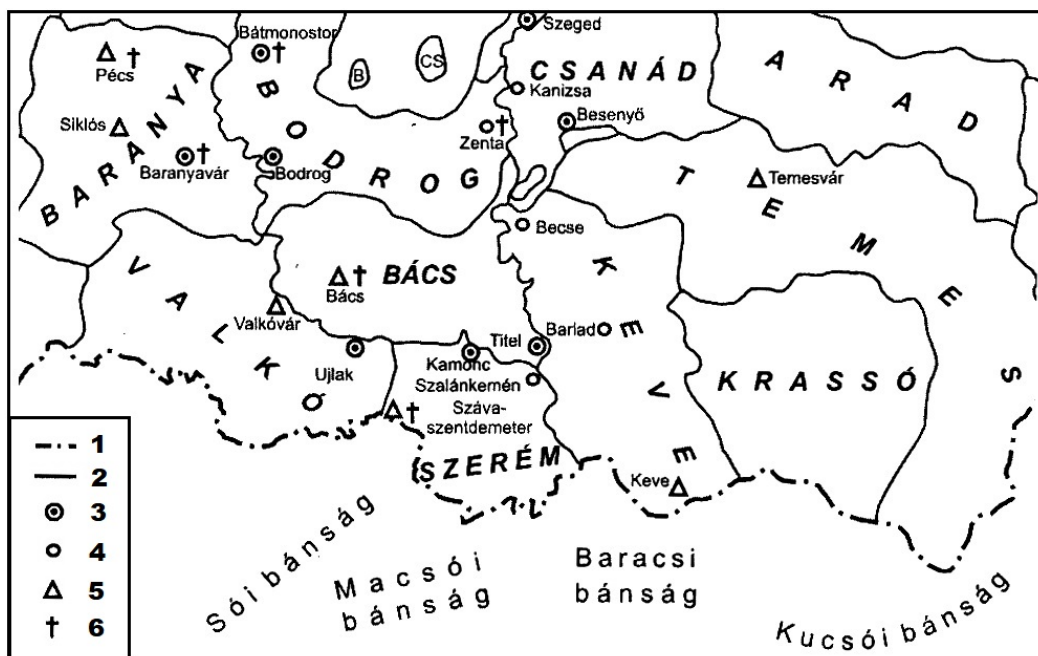 Szeged
Bátmonostor
Pécs
B
CS
CSANÁD
ARAD
Kanizsa
BARANYA
BODROG
Siklós
Zenta
Besenyő
Baranyavár
Bodrog
Temesvár
TEMES
Becse
VALKÓ
BÁCS
Bács
KEVE
Valkóvár
Titel
Barlad
Ujlak
Kamonc
Szalánkemén
KRASSÓ
Száva-
szentdemeter
SZERÉM
Keve
1
2
3
4
5
6
Sói bánság
Macsói
bánság
Baracsi
bánság
Kucsói bánság